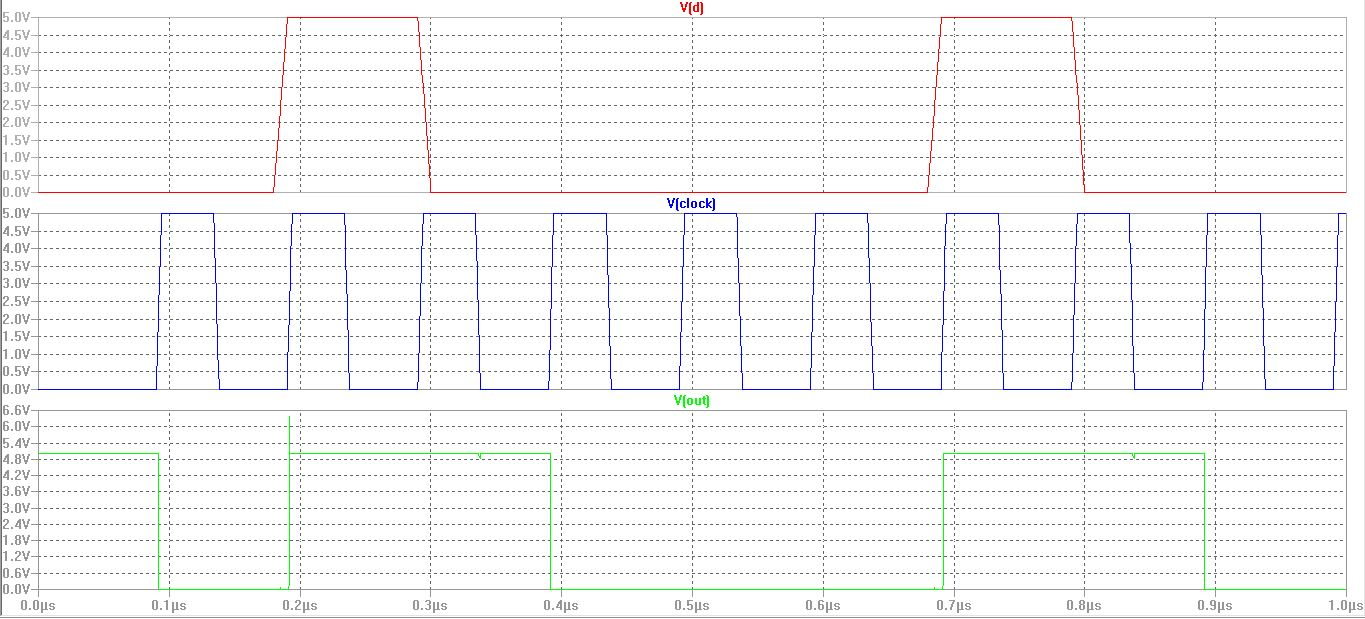 V(d)
5.0V
4.5V
4.0V
3.5V
3.0V
2.5V
2.0V
1.5V
1.0V
0.5V
0.0V
V(clock)
5.0V
4.5V
4.0V
3.5V
3.0V
2.5V
2.0V
1.5V
1.0V
0.5V
0.0V
V(out)
6.6V
6.0V
5.4V
4.8V
4.2V
3.6V
3.0V
2.4V
1.8V
1.2V
0.6V
0.0V
0.0µs 0.1µs 0.2µs 0.3µs 0.4µs 0.5µs 0.6µs 0.7µs 0.8µs 0.9µs 1.0µs